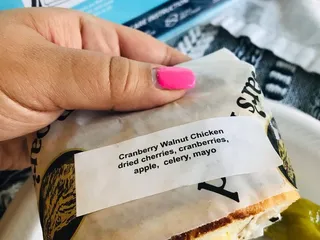 Cranberry Walnut Chicken
dried cherries, cranberries,
apple, celery, mayo